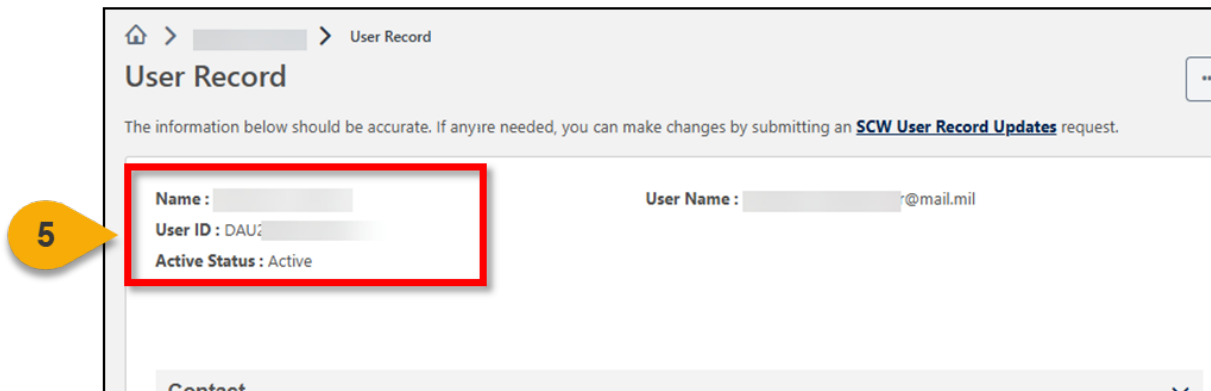 User Record
User Record
The information below should be accurate. If anyıre needed, you can make changes by submitting an SCW User Record Updates request.
Name :
User Name : r@mail.mil
User ID : DAU2
Active Status : Active
5
Contact